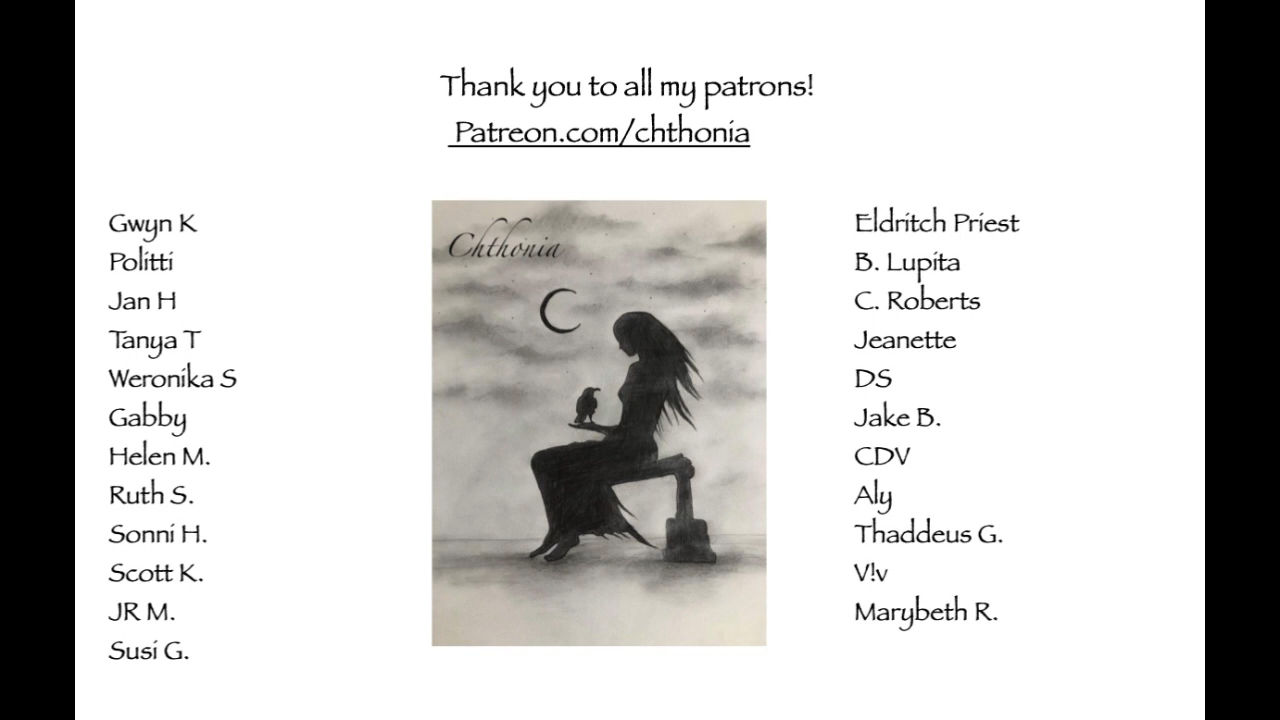 Thank you to all my patrons!
Patreon.com/chthonia
Gwyn K
Politti
Jan H
Tanya T
Weronika S
Gabby
Helen M.
Ruth S.
Sonni H.
Scott K.
JR M.
Susi G.
Chthonia
Eldritch Priest
B. Lupita
C. Roberts
Jeanette
DS
Jake B.
CDV
Aly
Thaddeus G.
V!v
Marybeth R.